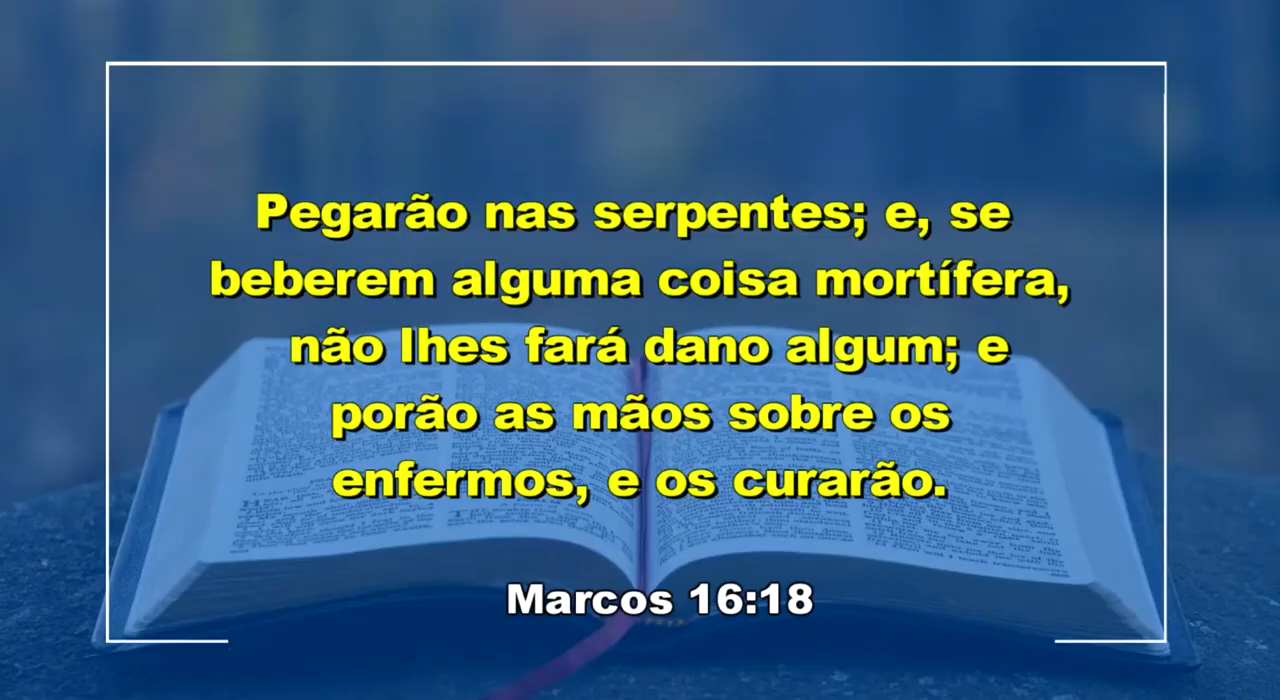 Pegarão nas serpentes; e, se
beberem alguma coisa mortífera,
não lhes fará dano algum; e
porão as mãos sobre os
enfermos, e os curarão.
Marcos 16:18